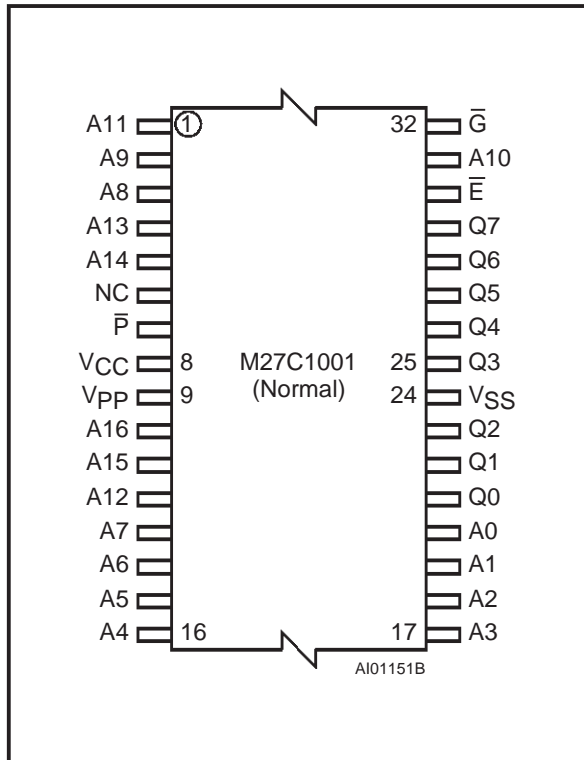 A11 1 32 G̅
A9 A10
A8 E̅
A13 Q7
A14 Q6
NC Q5
P̅ Q4
VCC 8 M27C1001 25 Q3
VPP 9 (Normal) 24 VSS
A16 Q2
A15 Q1
A12 Q0
A7 A0
A6 A1
A5 A2
A4 16 17 A3
AI01151B